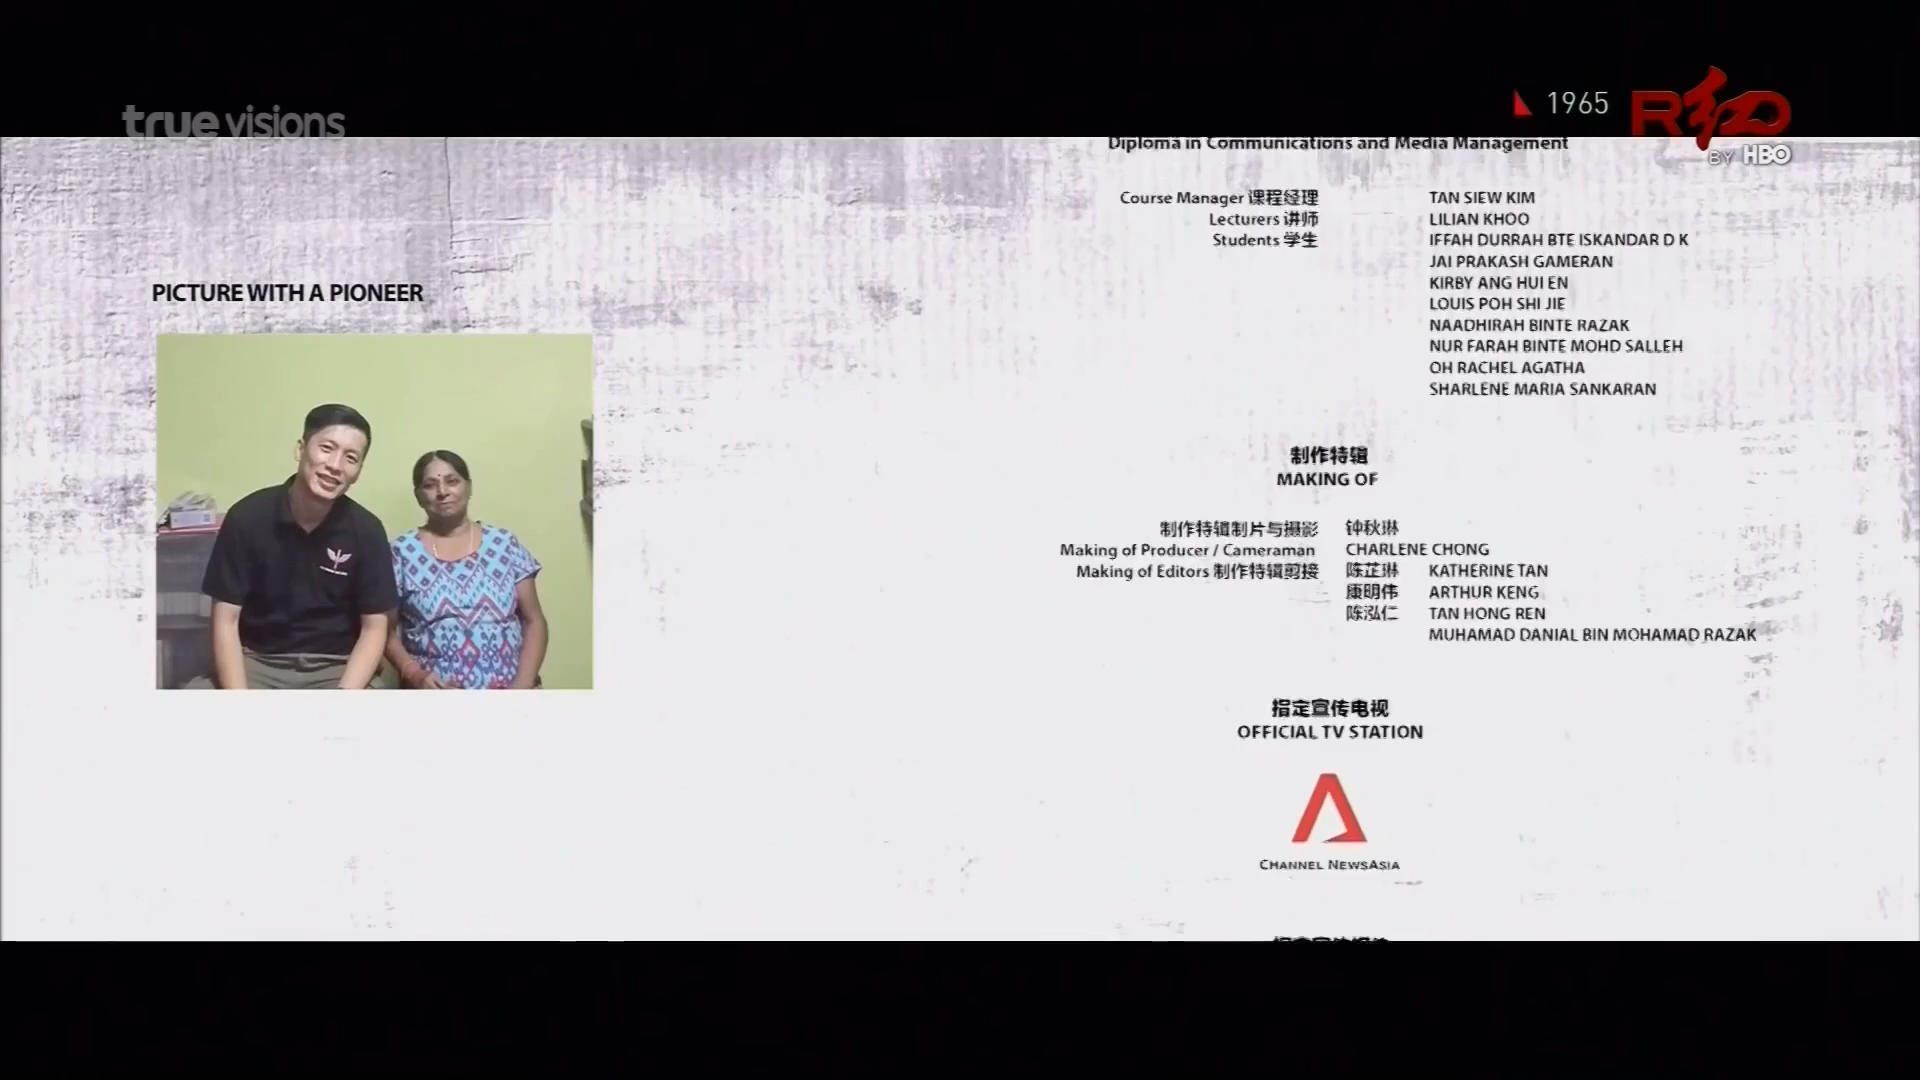 true visions
1965
R红
BY HBO
Diploma in Communications and Media Management
Course Manager 课程经理 TAN SIEW KIM
Lecturers 讲师 LILIAN KHOO
Students 学生 IFFAH DURRAH BTE ISKANDAR D K
JAI PRAKASH GAMERAN
KIRBY ANG HUI EN
LOUIS POH SHI JIE
NAADHIRAH BINTE RAZAK
NUR FARAH BINTE MOHD SALLEH
OH RACHEL AGATHA
SHARLENE MARIA SANKARAN
PICTURE WITH A PIONEER
制作特辑
MAKING OF
制作特辑制片与摄影 钟秋琳
Making of Producer / Cameraman CHARLENE CHONG
Making of Editors 制作特辑剪接 陈芷琳 KATHERINE TAN
康明伟 ARTHUR KENG
陈泓仁 TAN HONG REN
MUHAMAD DANIAL BIN MOHAMAD RAZAK
指定宣传电视
OFFICIAL TV STATION
CHANNEL NEWSASIA